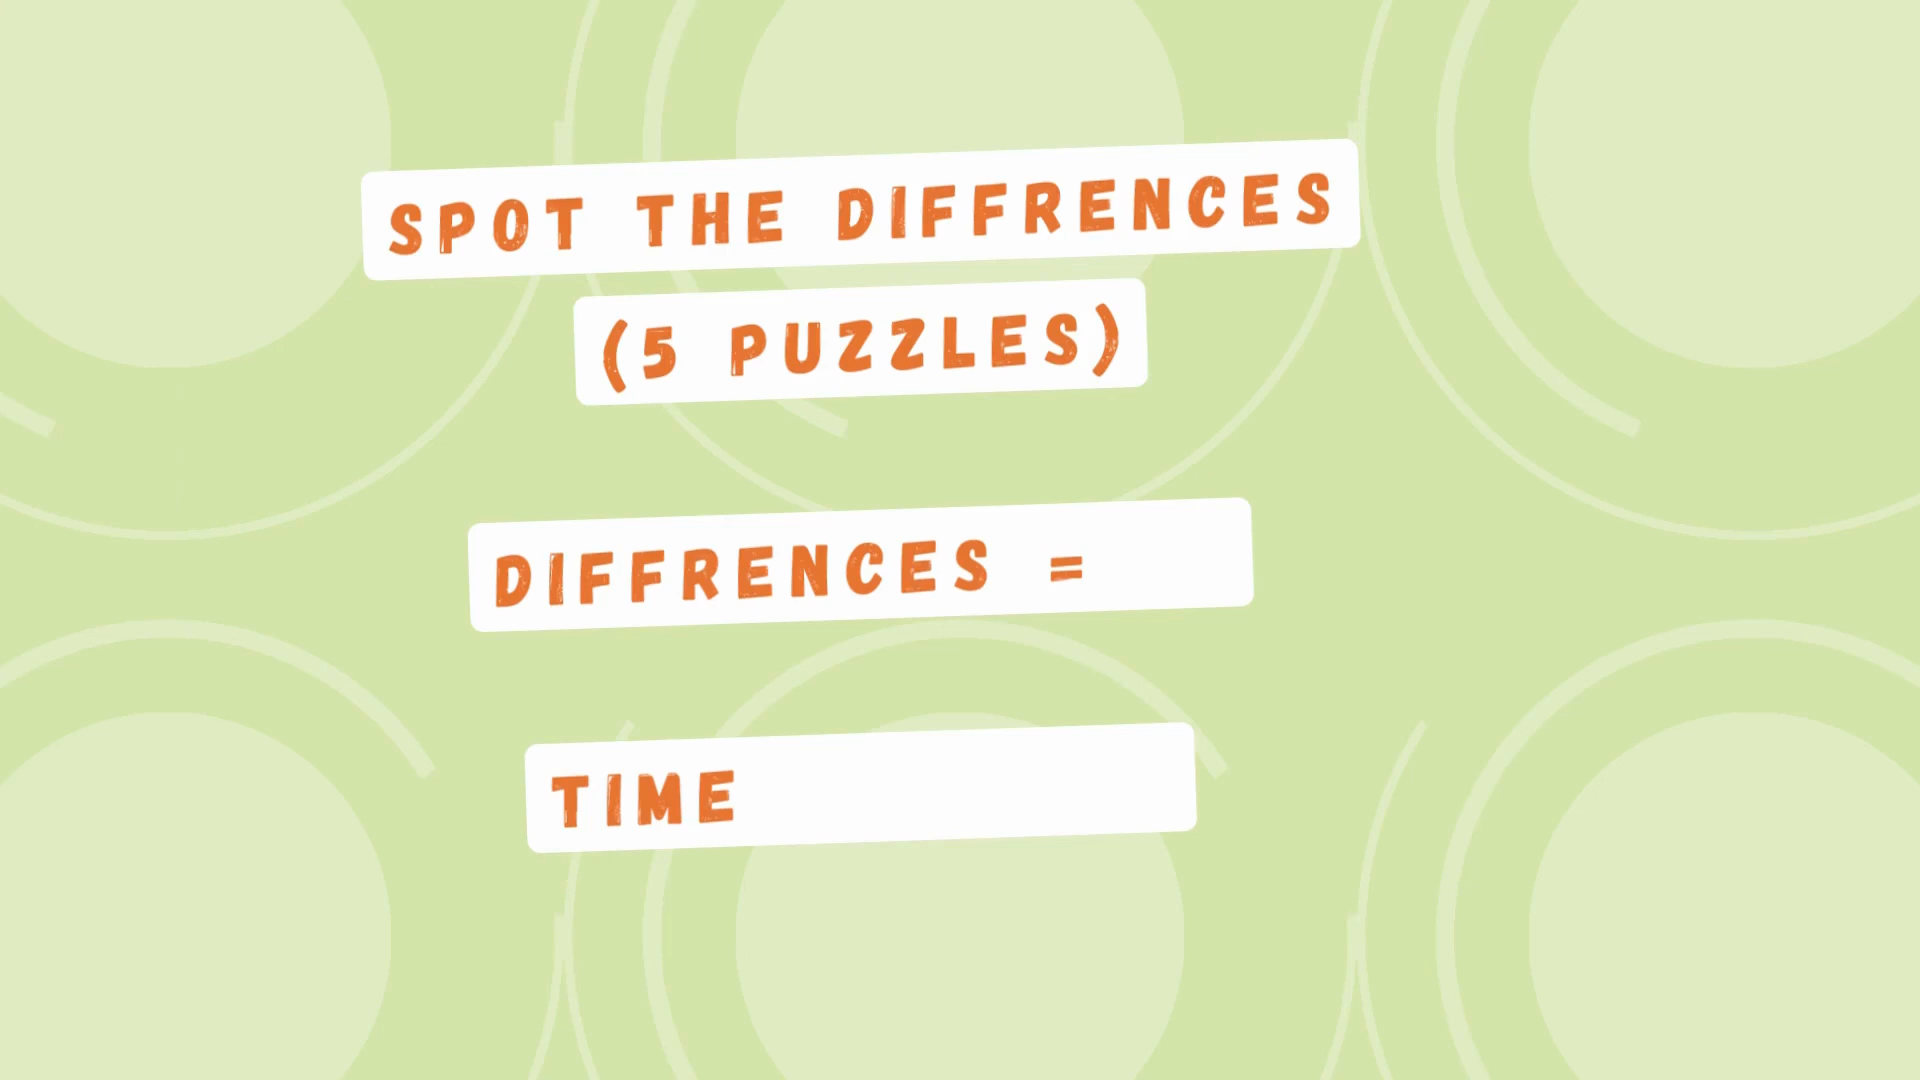 SPOT THE DIFFRENCES
(5 PUZZLES)
DIFFRENCES =
TIME